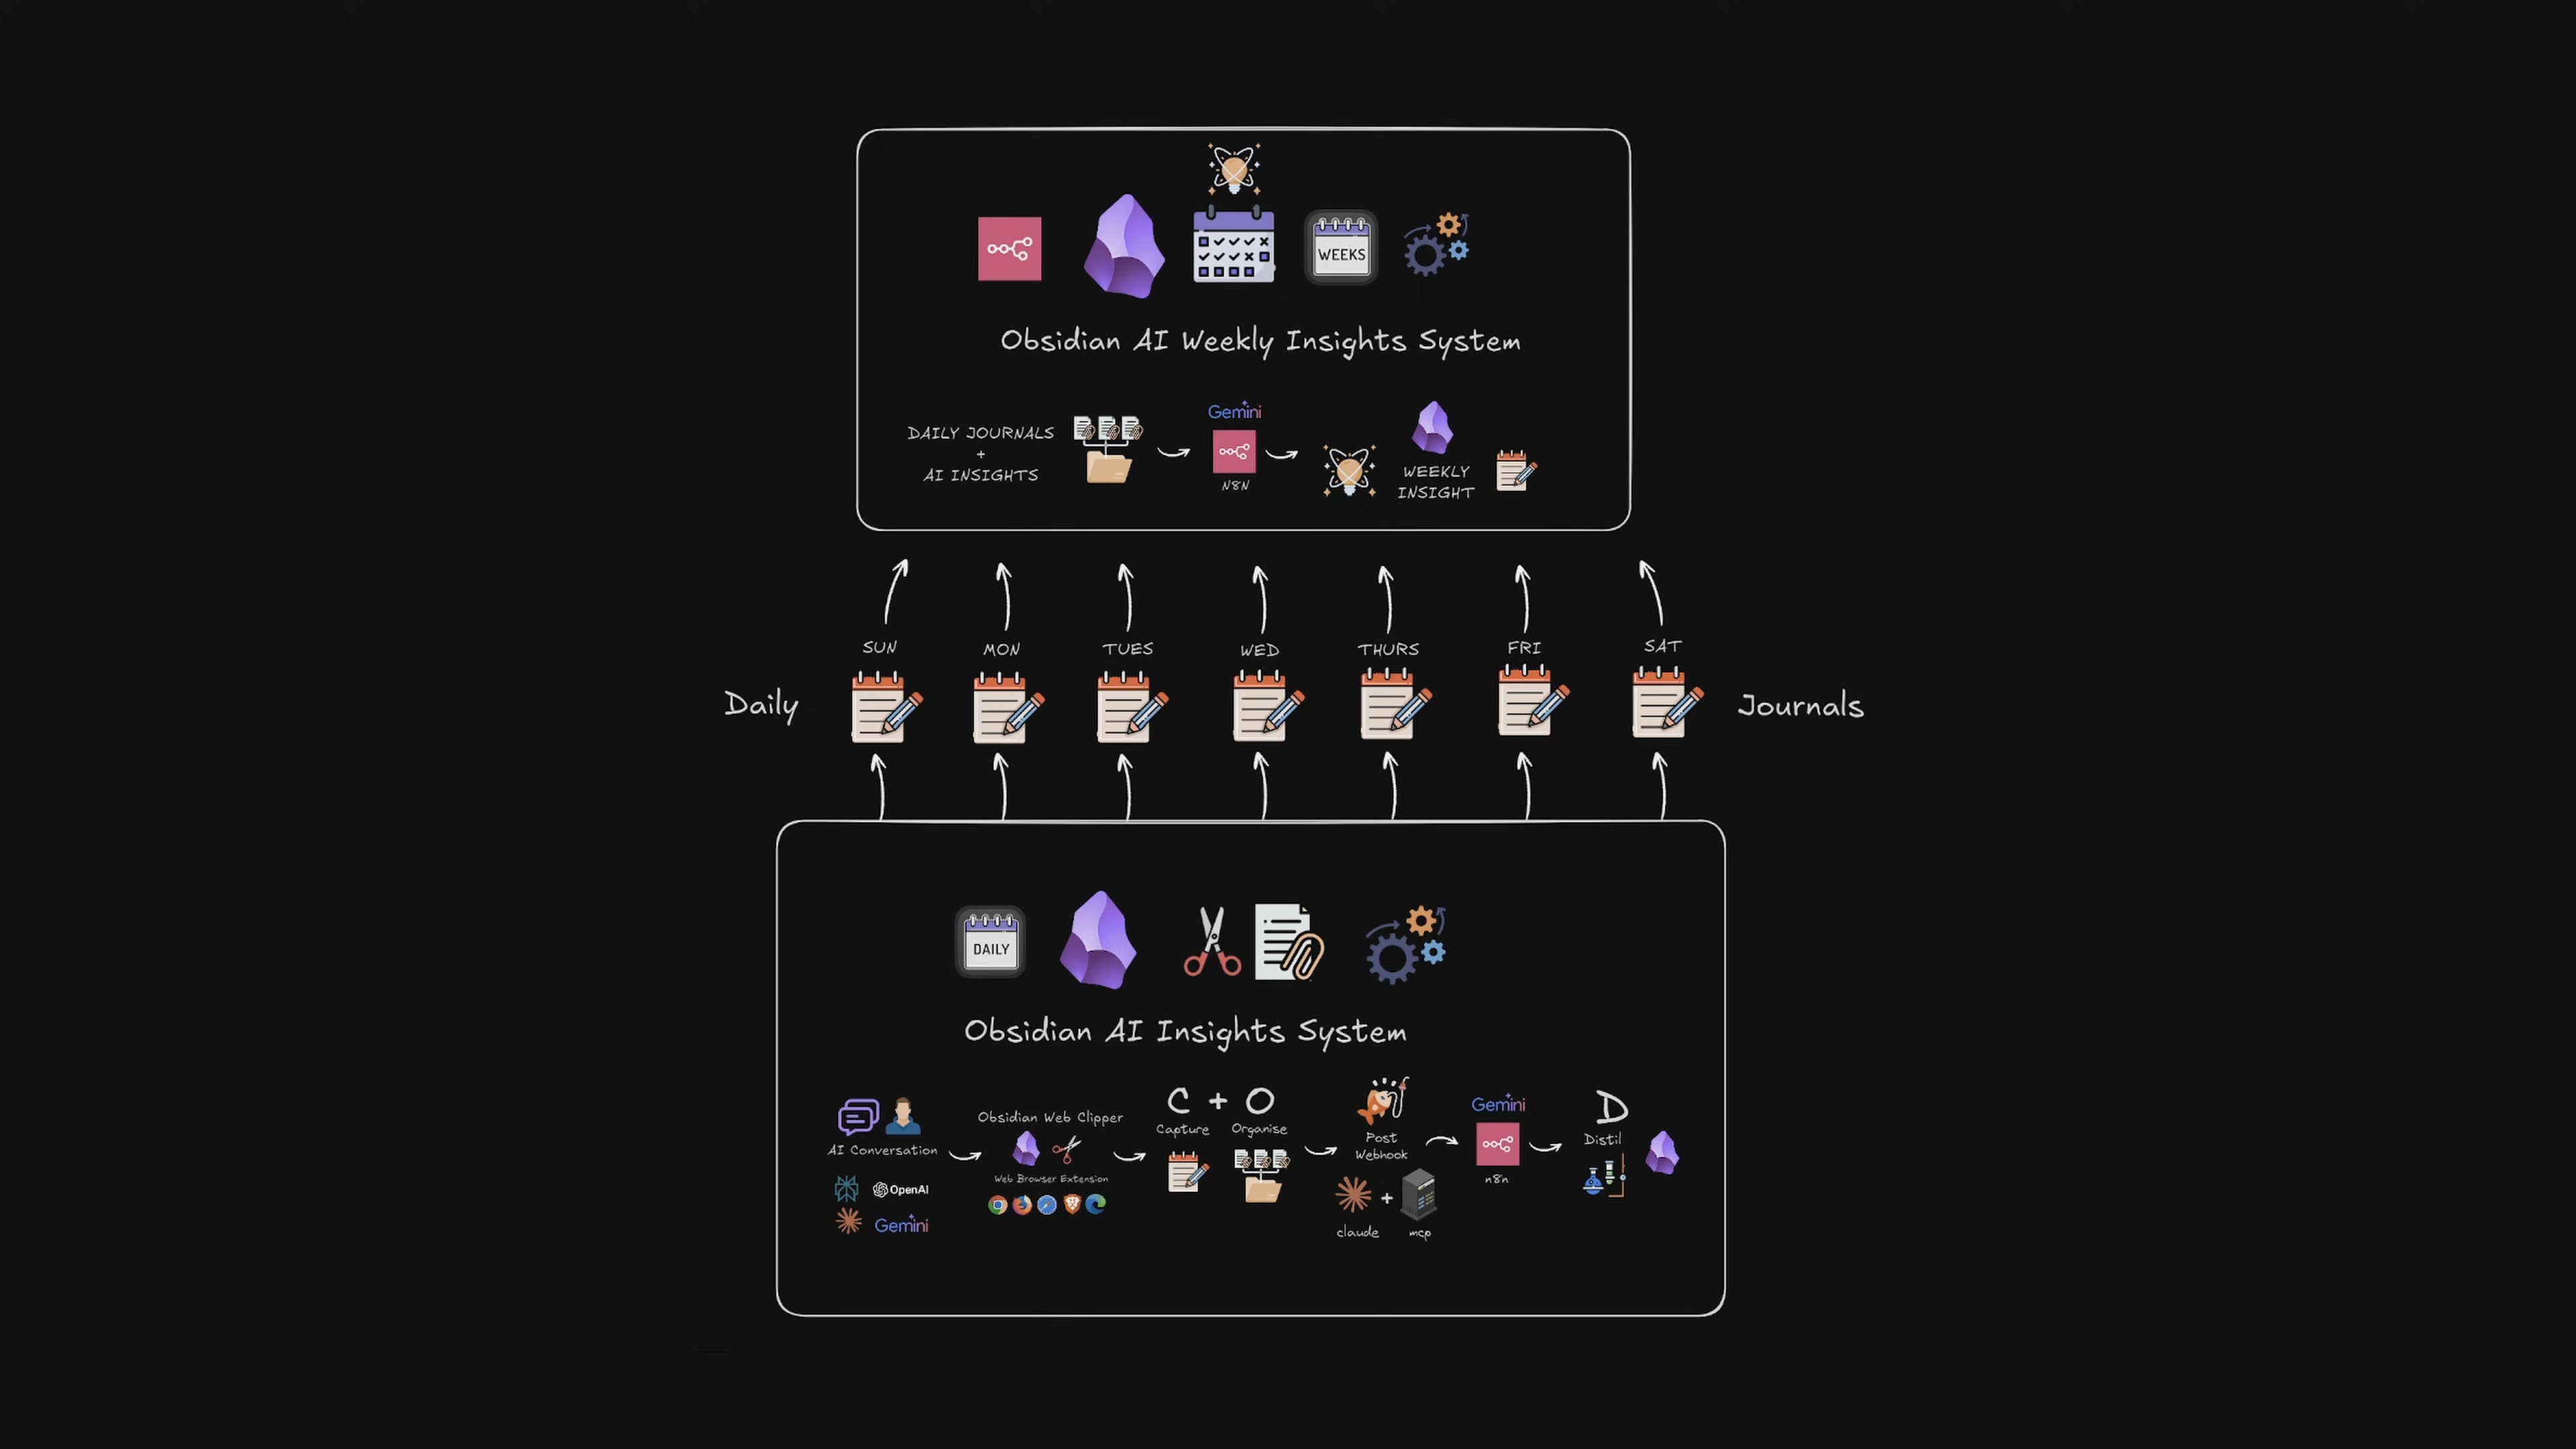 WEEKS
Obsidian AI Weekly Insights System
DAILY JOURNALS
+
AI INSIGHTS
Gemini
N8N
WEEKLY
INSIGHT
SUN
MON
TUES
WED
THURS
FRI
SAT
Daily
Journals
DAILY
Obsidian AI Insights System
AI Conversation
OpenAI
Gemini
Obsidian Web Clipper
Web Browser Extension
C + O
Capture
Organise
Post
Webhook
+
claude
mcp
Gemini
n8n
D
Distil